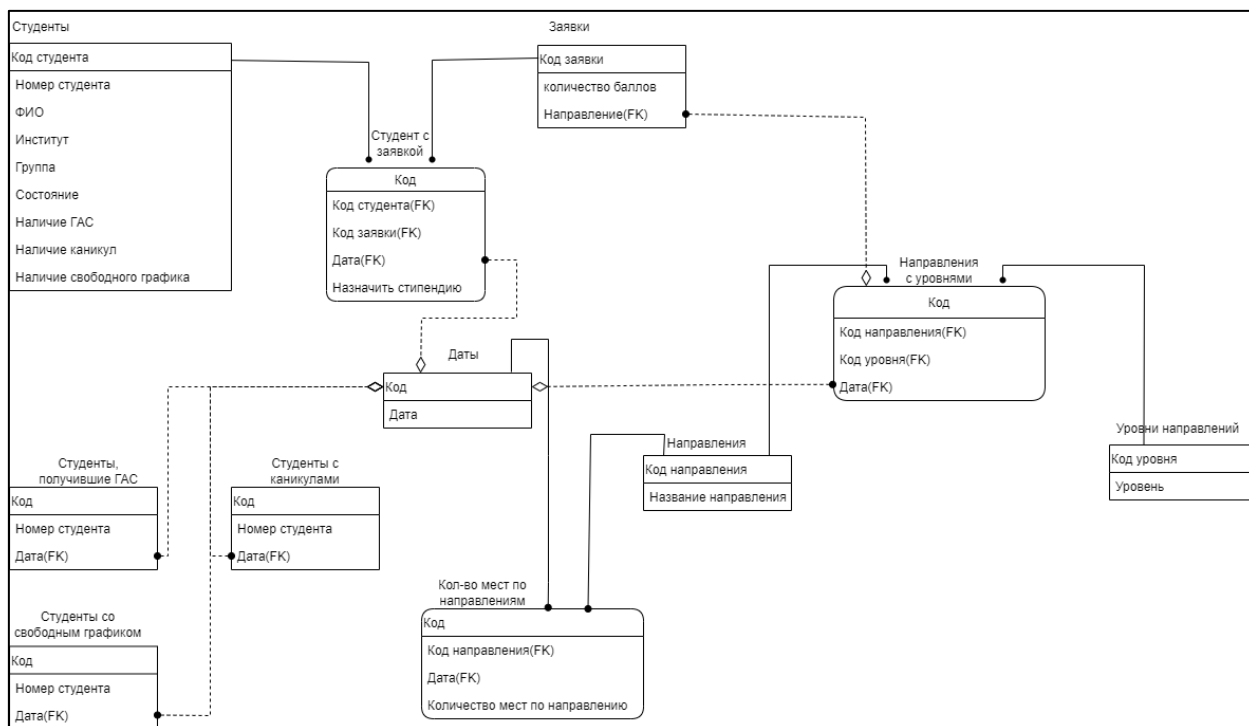 Студенты
Код студента
Номер студента
ФИО
Институт
Группа
Состояние
Наличие ГАС
Наличие каникул
Наличие свободного графика
Заявки
Код заявки
количество баллов
Направление(FK)
Студент с
заявкой
Код
Код студента(FK)
Код заявки(FK)
Дата(FK)
Назначить стипендию
Направления
с уровнями
Код
Код направления(FK)
Код уровня(FK)
Дата(FK)
Даты
Код
Дата
Направления
Код направления
Название направления
Уровни направлений
Код уровня
Уровень
Студенты,
получившие ГАС
Код
Номер студента
Дата(FK)
Студенты с
каникулами
Код
Номер студента
Дата(FK)
Кол-во мест по
направлениям
Код
Код направления(FK)
Дата(FK)
Количество мест по направлению
Студенты со
свободным графиком
Код
Номер студента
Дата(FK)